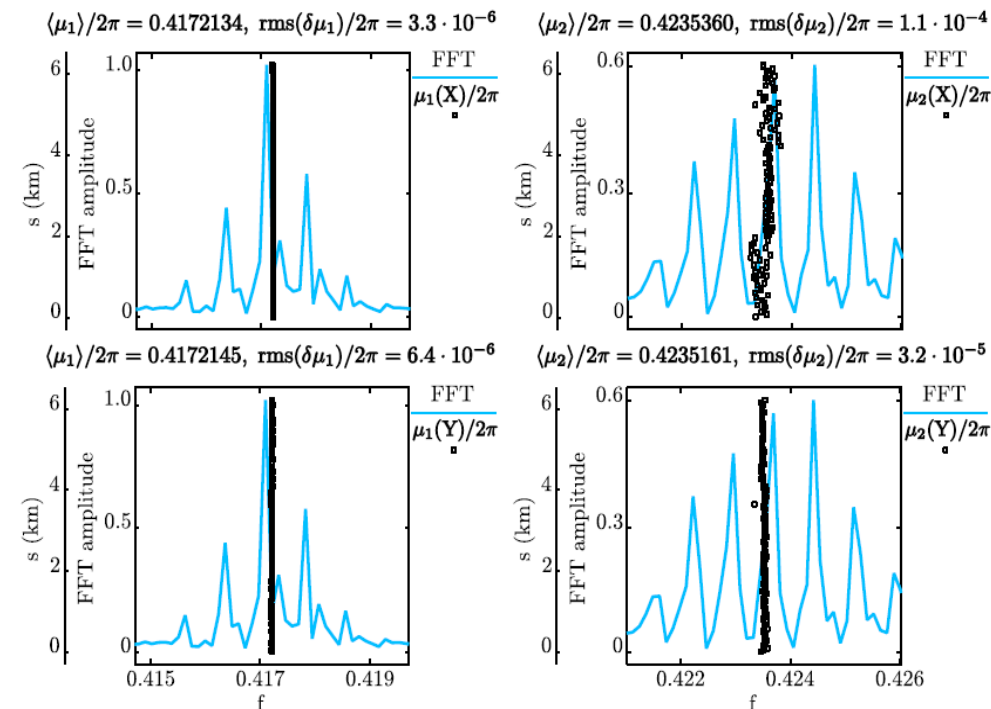 ⟨μ₁⟩/2π = 0.4172134, rms(δμ₁)/2π = 3.3 · 10⁻⁶
6
4
2
0
s (km)
FFT amplitude
1.0
0.5
0
FFT
μ₁(X)/2π
⟨μ₂⟩/2π = 0.4235360, rms(δμ₂)/2π = 1.1 · 10⁻⁴
6
4
2
0
s (km)
FFT amplitude
0.6
0.3
0
FFT
μ₂(X)/2π
⟨μ₁⟩/2π = 0.4172145, rms(δμ₁)/2π = 6.4 · 10⁻⁶
6
4
2
0
s (km)
FFT amplitude
1.0
0.5
0
FFT
μ₁(Y)/2π
0.415 0.417 0.419
f
⟨μ₂⟩/2π = 0.4235161, rms(δμ₂)/2π = 3.2 · 10⁻⁵
6
4
2
0
s (km)
FFT amplitude
0.6
0.3
0
FFT
μ₂(Y)/2π
0.422 0.424 0.426
f